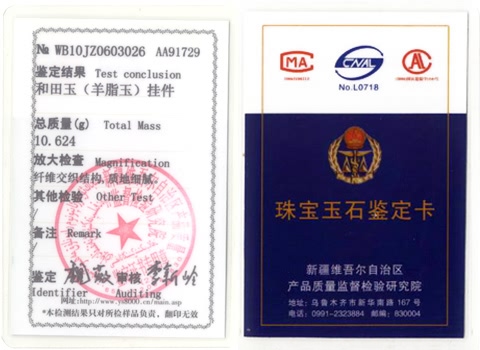 № WB10JZ0603026 AA91729
鉴定结果 Test conclusion
和田玉（羊脂玉）挂件
总质量(g) Total Mass
10.624
放大检查 Magnification
纤维交织结构,质地细腻.
其他检验 Other Test
/
备注 Remark
/
鉴定 审核
Identifier Auditing
网址:http://www.ys8000.cn/main.asp
*本检测结果只对所检样品负责，翻印无效
MA
CNAL
No.L0718
珠宝玉石鉴定卡
新疆维吾尔自治区
产品质量监督检验研究院
地址: 乌鲁木齐市新华南路 167 号
电话: 0991-2323884 邮编: 830004